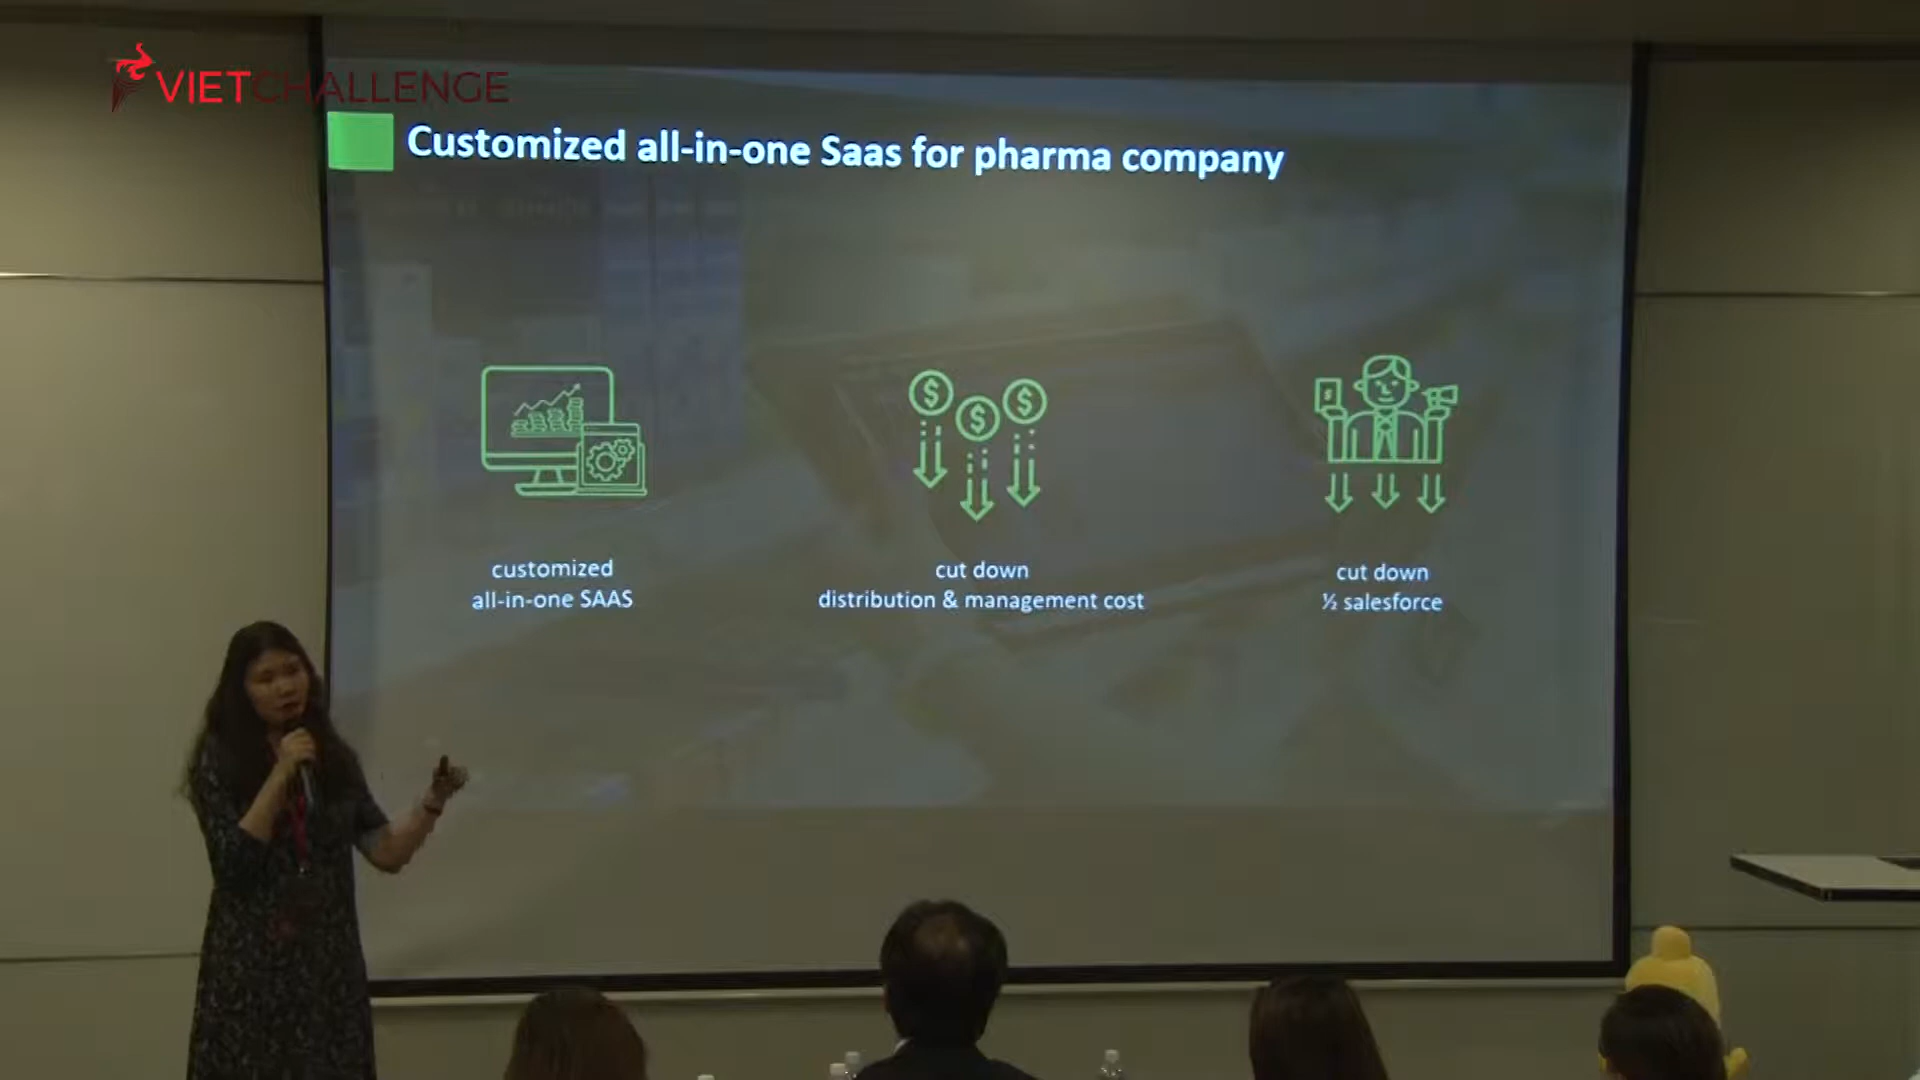 VIETCHALLENGE
Customized all-in-one Saas for pharma company
customized
all-in-one SAAS
cut down
distribution & management cost
cut down
½ salesforce